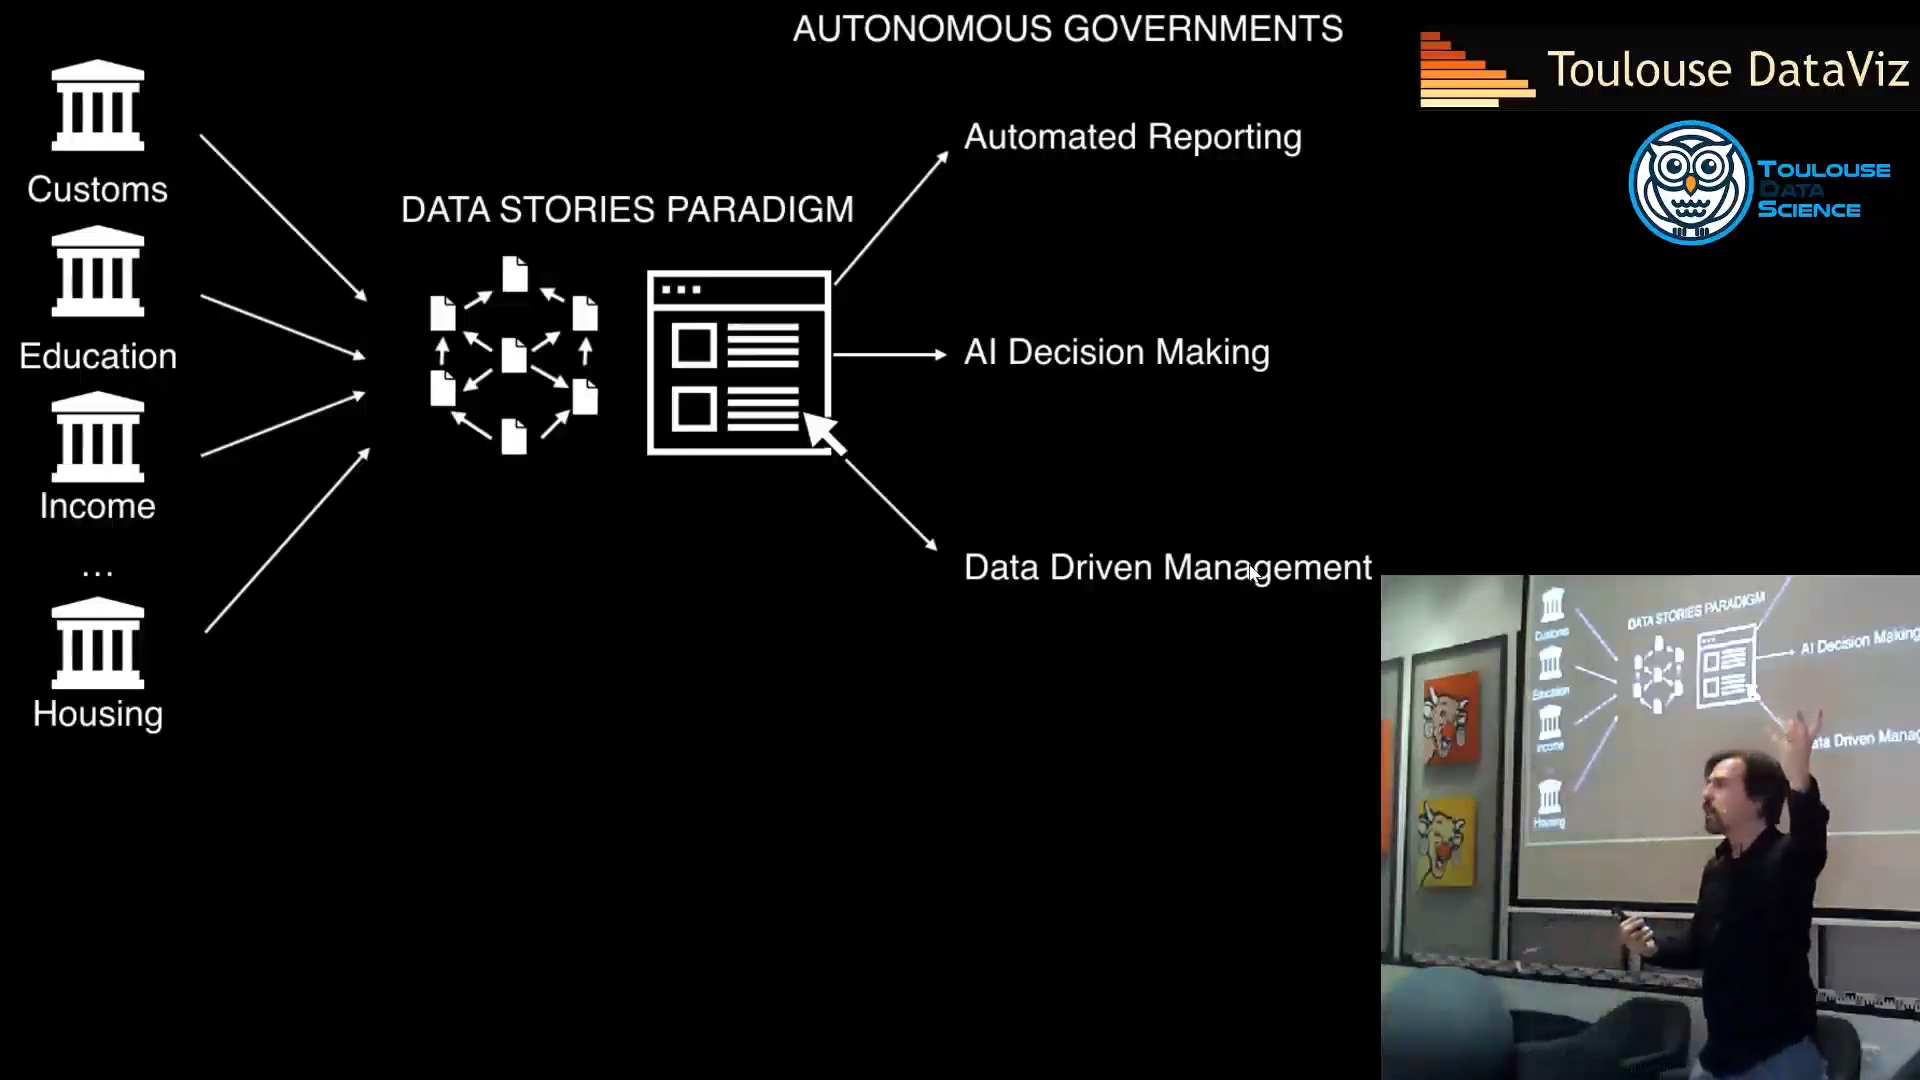 AUTONOMOUS GOVERNMENTS
Toulouse DataViz
TOULOUSE
DATA
SCIENCE
Customs
Education
Income
...
Housing
DATA STORIES PARADIGM
Automated Reporting
AI Decision Making
Data Driven Management
DATA STORIES PARADIGM
Customs
Education
Income
Housing
AI Decision Making
ata Driven Manag